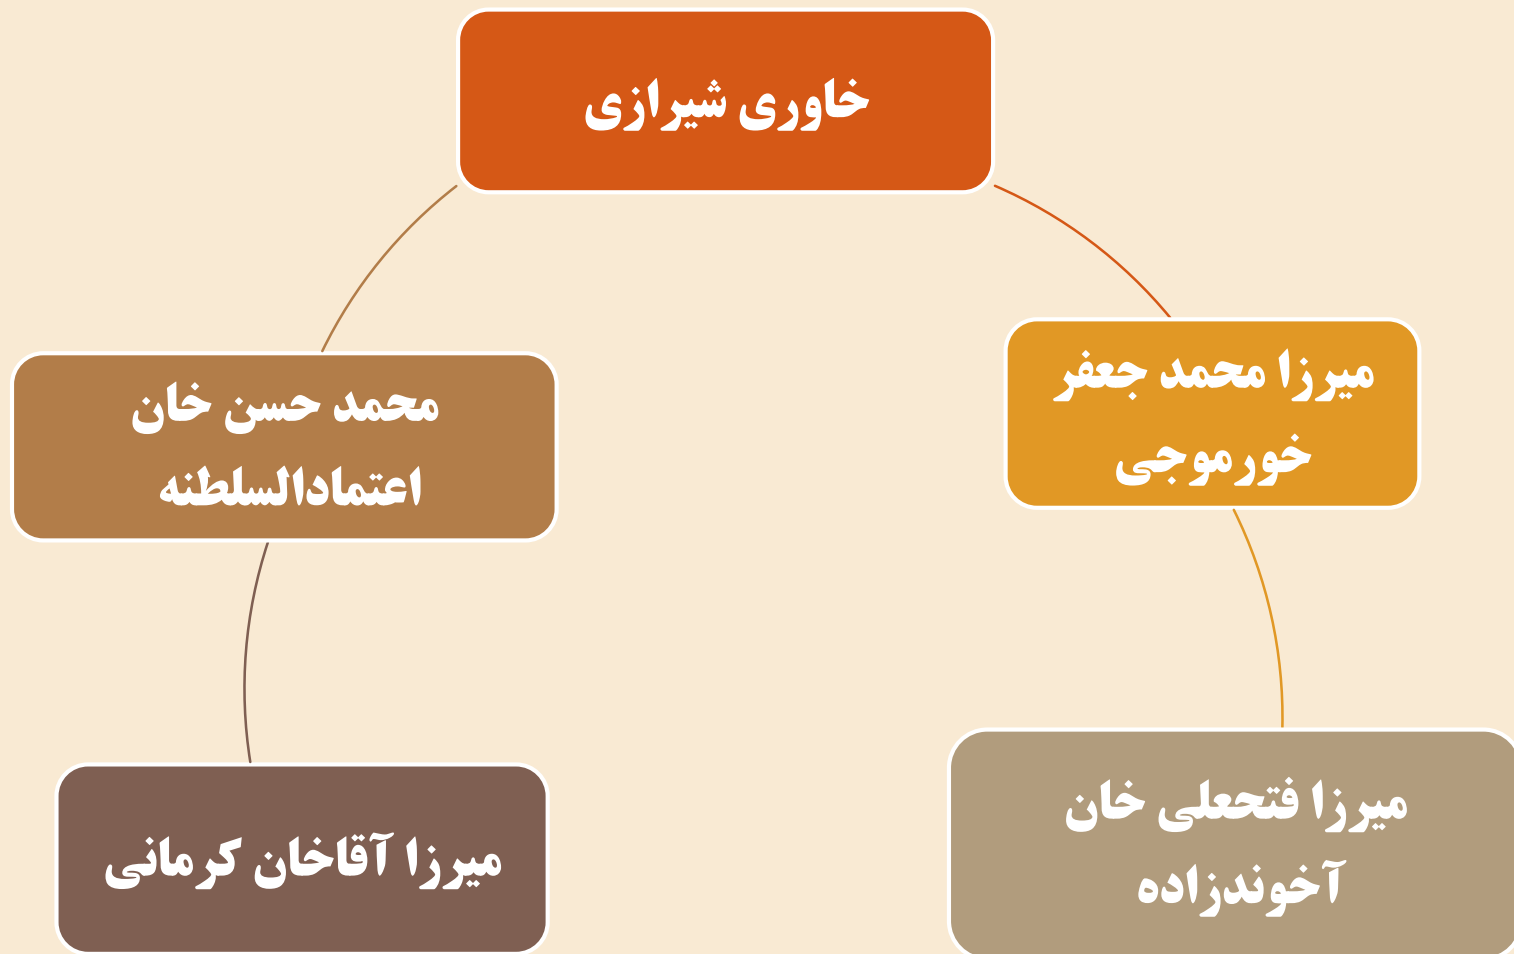 خاوری شیرازی
میرزا محمد جعفر
خورموجی
محمد حسن خان
اعتمادالسلطنه
میرزا فتحعلی خان
آخوندزاده
میرزا آقاخان کرمانی